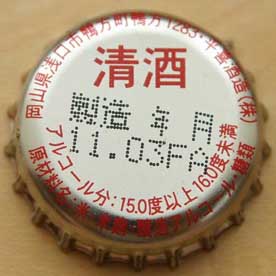 岡山県浅口市鴨方町鴨方1283・平喜酒造(株)
清酒
製造 年 月
11.03F
アルコール分:15.0度以上16.0度未満
原材料名・米 米麹・醸造アルコール 糖類